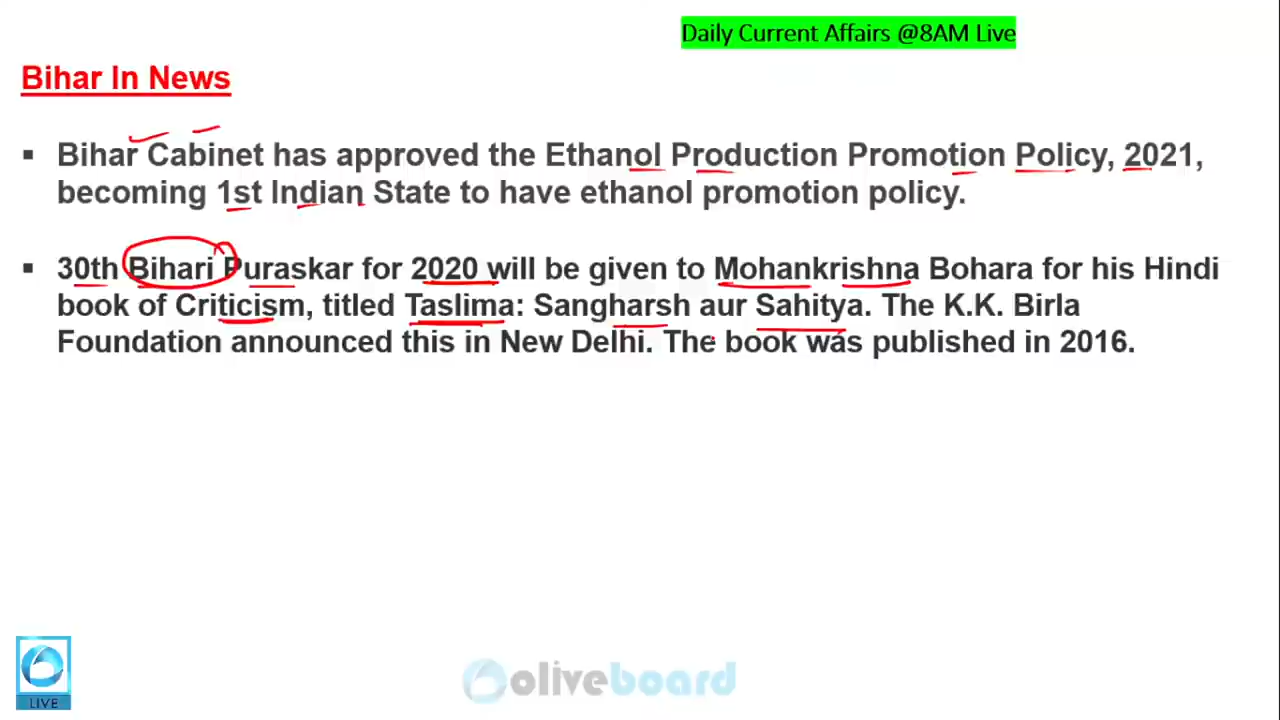 Daily Current Affairs @8AM Live
Bihar In News
▪ Bihar Cabinet has approved the Ethanol Production Promotion Policy, 2021,
becoming 1st Indian State to have ethanol promotion policy.
▪ 30th Bihari Puraskar for 2020 will be given to Mohankrishna Bohara for his Hindi
book of Criticism, titled Taslima: Sangharsh aur Sahitya. The K.K. Birla
Foundation announced this in New Delhi. The book was published in 2016.
LIVE
oliveboard